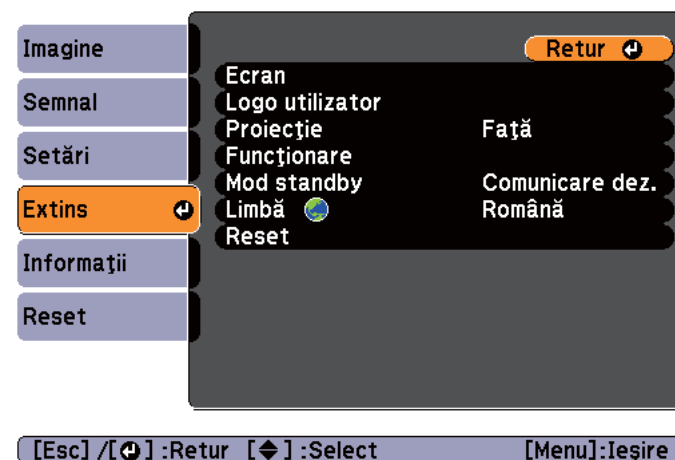 Imagine
Semnal
Setări
Extins
Informaţii
Reset
Retur
Ecran
Logo utilizator
Proiecţie Faţă
Funcţionare
Mod standby Comunicare dez.
Limbă Română
Reset
[Esc] /[⏎] :Retur [◆] :Select [Menu]:Ieşire